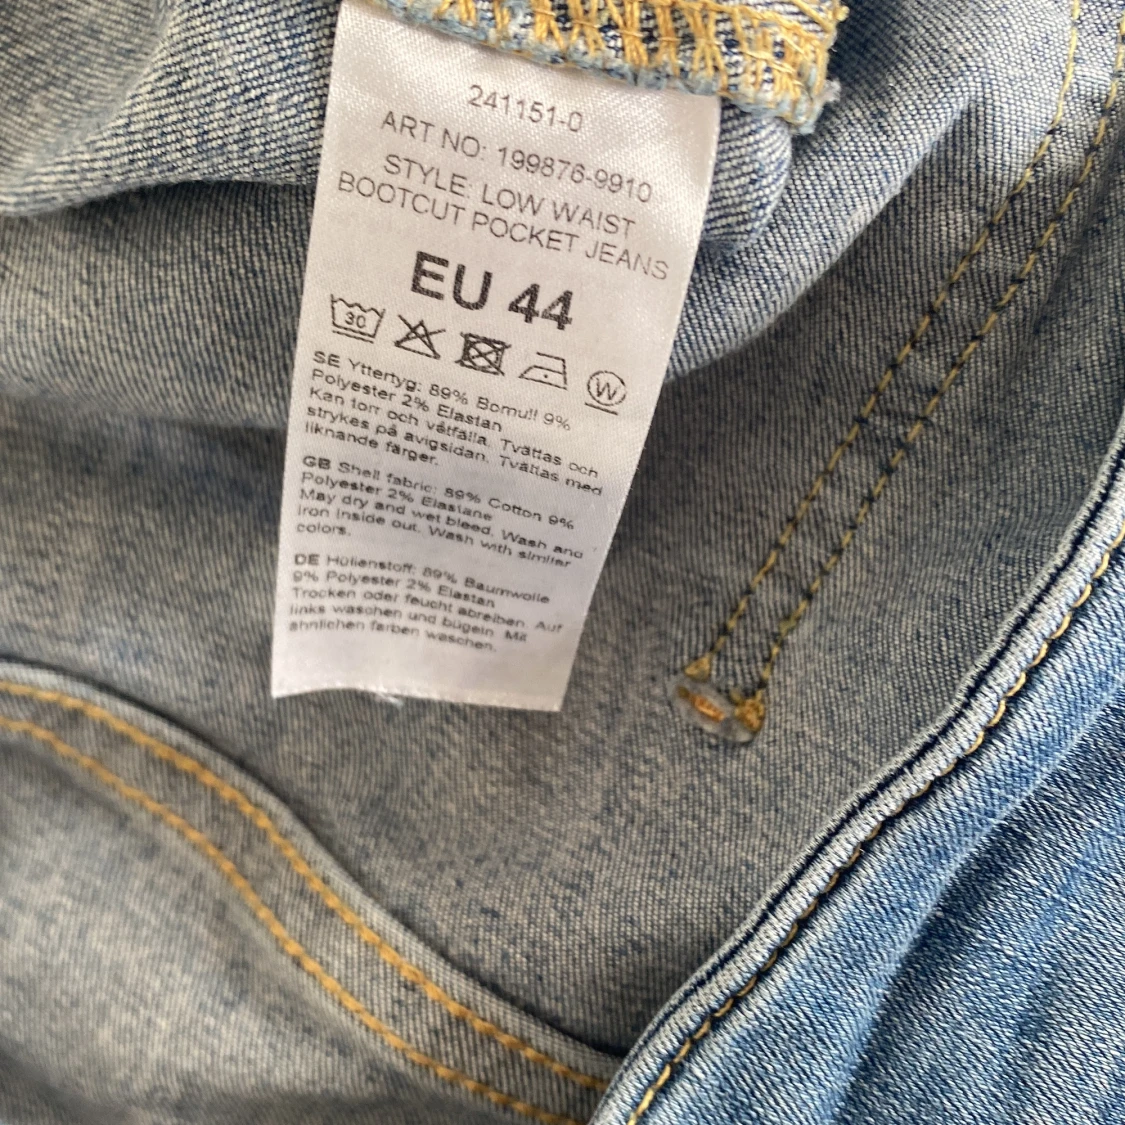 241151-0
ART NO: 199876-9910
STYLE: LOW WAIST
BOOTCUT POCKET JEANS
EU 44
30
W
SE Yttertyg: 89% Bomull 9%
Polyester 2% Elastan
Kan torr och våtfälla. Tvättas och
strykes på avigsidan. Tvättas med
liknande färger.
GB Shell fabric: 89% Cotton 9%
Polyester 2% Elastane
May dry and wet bleed. Wash and
iron inside out. Wash with similar
colors.
DE Hüllenstoff: 89% Baumwolle
9% Polyester 2% Elastan
Trocken oder feucht abreiben. Auf
links waschen und bügeln. Mit
ähnlichen farben waschen.